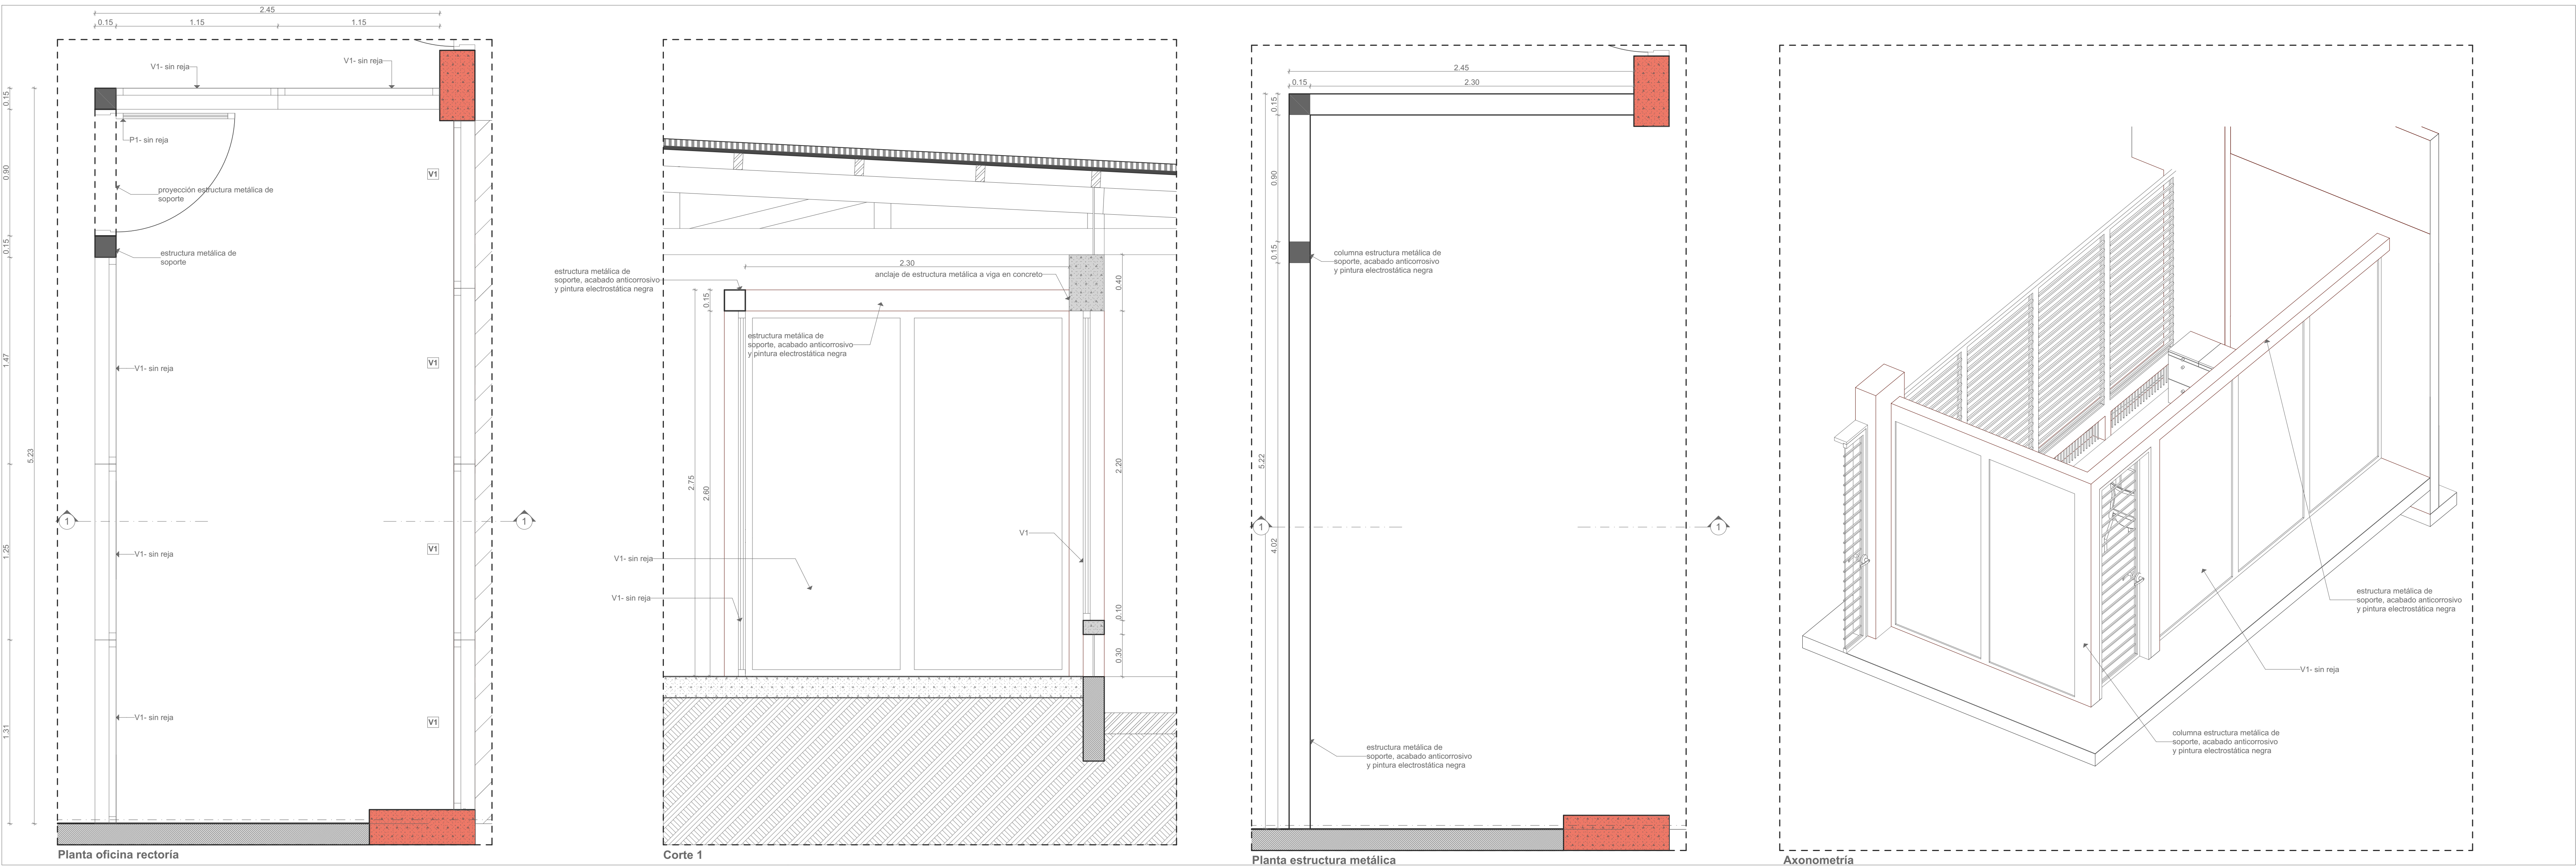 2.45
0.15
1.15
1.15
V1- sin reja
V1- sin reja
0.15
P1- sin reja
0.90
V1
proyección estructura metálica de
soporte
0.15
estructura metálica de
soporte
1.47
V1- sin reja
V1
5.23
1
1
1.25
V1- sin reja
V1
1.31
V1- sin reja
V1
Planta oficina rectoría
2.30
estructura metálica de
soporte, acabado anticorrosivo
y pintura electrostática negra
anclaje de estructura metálica a viga en concreto
0.40
0.15
estructura metálica de
soporte, acabado anticorrosivo
y pintura electrostática negra
2.75
2.60
2.20
V1
V1- sin reja
V1- sin reja
0.10
0.30
Corte 1
2.45
0.15
2.30
0.15
0.90
0.15
columna estructura metálica de
soporte, acabado anticorrosivo
y pintura electrostática negra
5.22
1
1
4.02
estructura metálica de
soporte, acabado anticorrosivo
y pintura electrostática negra
Planta estructura metálica
estructura metálica de
soporte, acabado anticorrosivo
y pintura electrostática negra
V1- sin reja
columna estructura metálica de
soporte, acabado anticorrosivo
y pintura electrostática negra
Axonometría